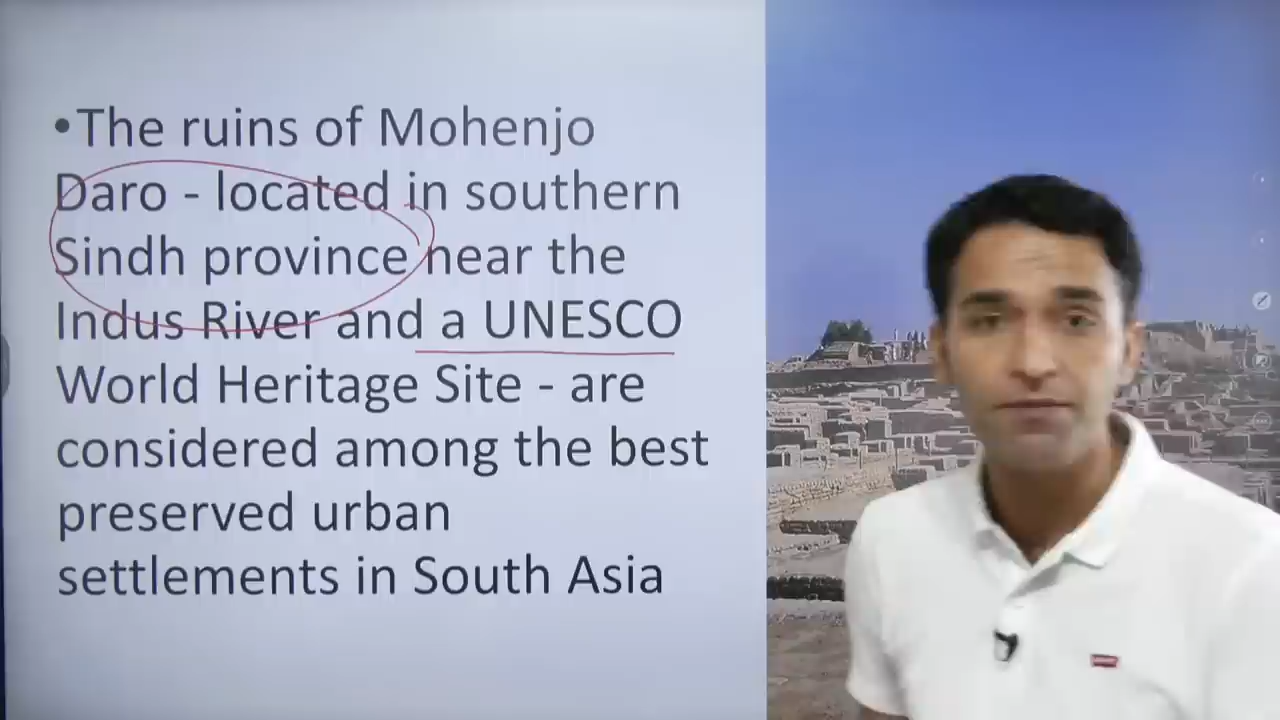 •The ruins of Mohenjo
Daro - located in southern
Sindh province near the
Indus River and a UNESCO
World Heritage Site - are
considered among the best
preserved urban
settlements in South Asia